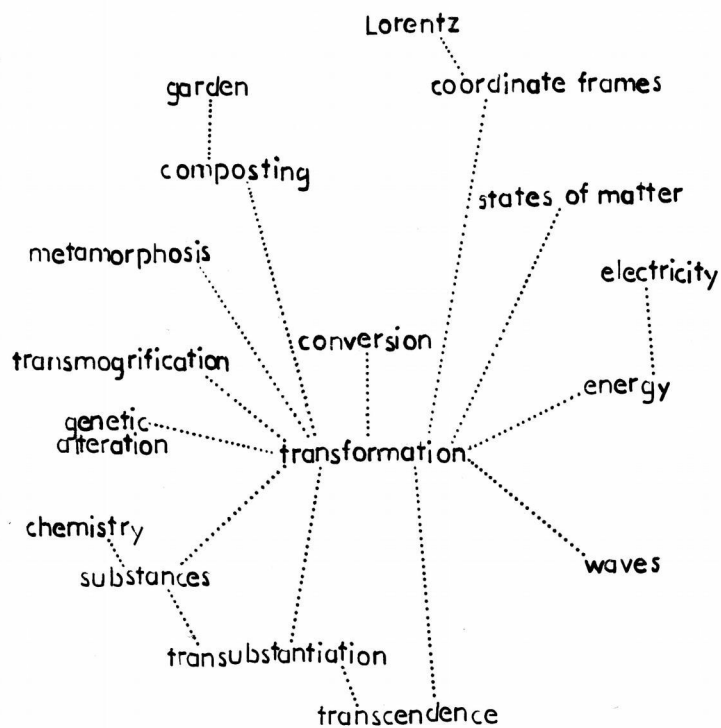 Lorentz
garden
coordinate frames
composting
states of matter
metamorphosis
electricity
conversion
transmogrification
energy
genetic
alteration
transformation
chemistry
waves
substances
transubstantiation
transcendence